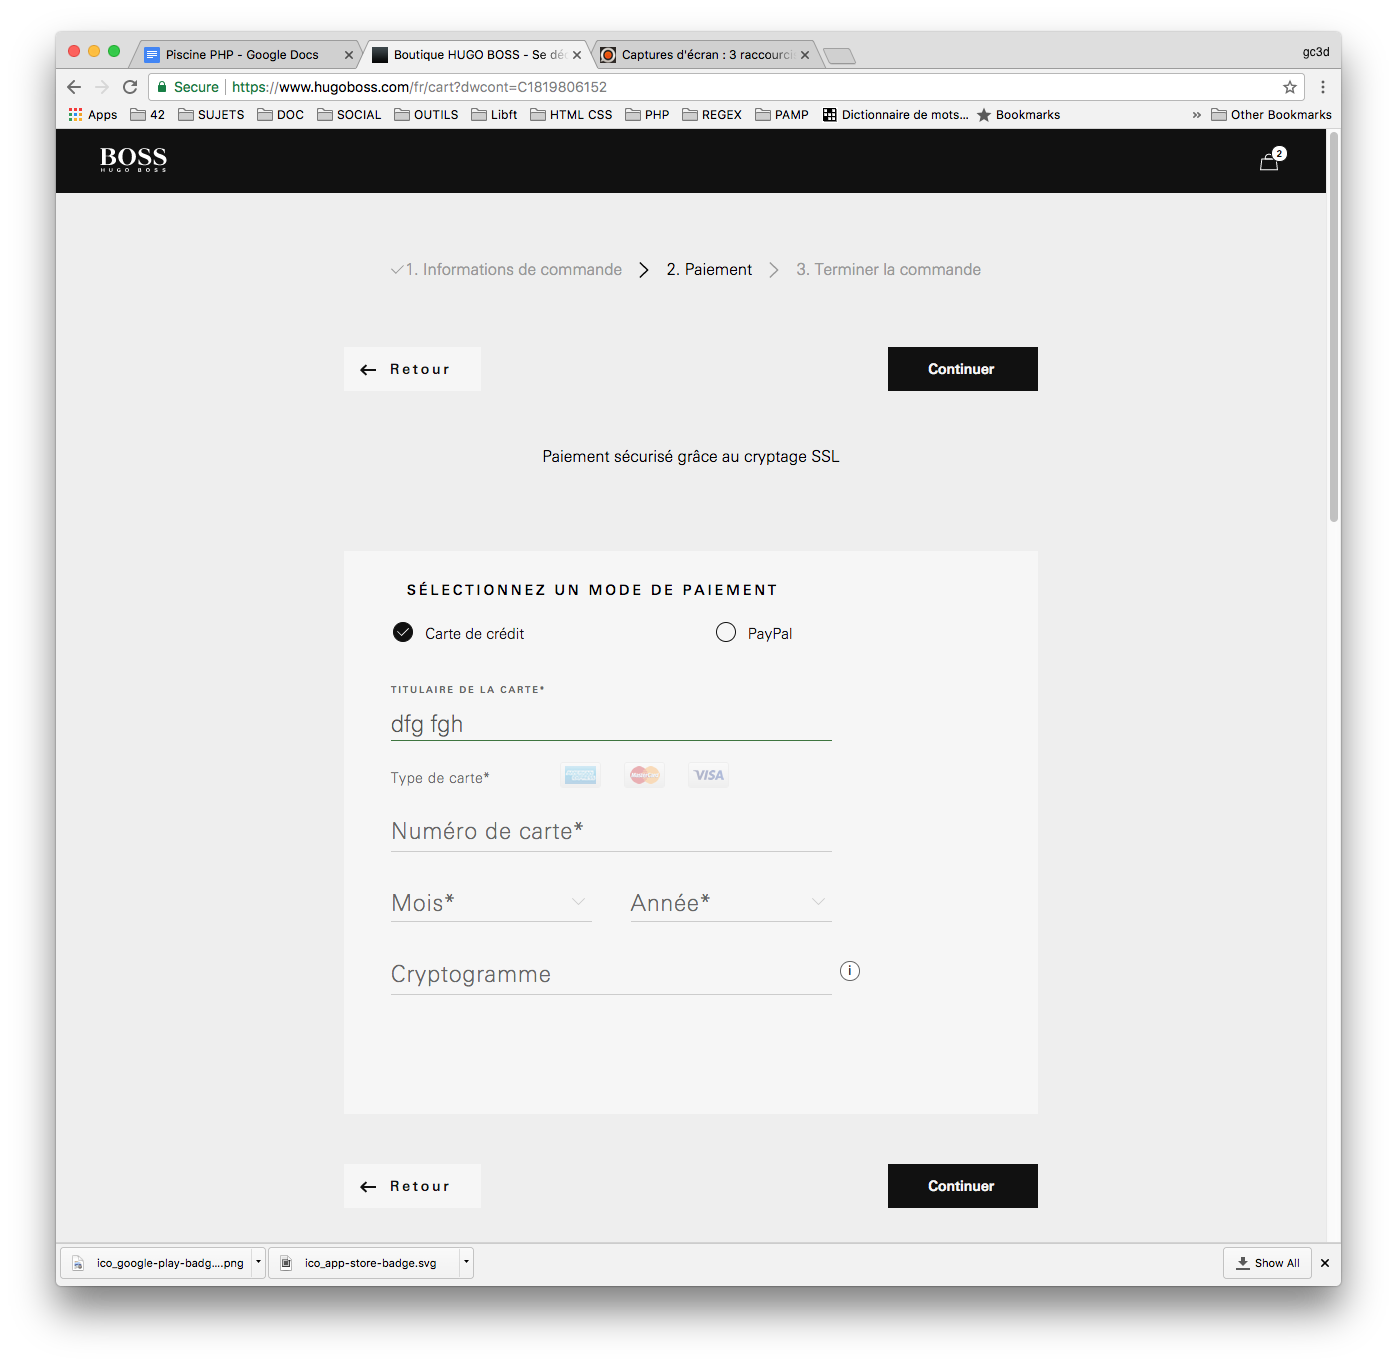 Piscine PHP - Google Docs
Boutique HUGO BOSS - Se dé
Captures d'écran : 3 raccourci
gc3d
Secure
https://www.hugoboss.com/fr/cart?dwcont=C1819806152
Apps
42
SUJETS
DOC
SOCIAL
OUTILS
Libft
HTML CSS
PHP
REGEX
PAMP
Dictionnaire de mots...
Bookmarks
»
Other Bookmarks
BOSS
HUGO BOSS
2
1. Informations de commande
2. Paiement
3. Terminer la commande
Retour
Continuer
Paiement sécurisé grâce au cryptage SSL
SÉLECTIONNEZ UN MODE DE PAIEMENT
Carte de crédit
PayPal
TITULAIRE DE LA CARTE*
dfg fgh
Type de carte*
MasterCard
VISA
Numéro de carte*
Mois*
Année*
Cryptogramme
i
Retour
Continuer
ico_google-play-badg....png
ico_app-store-badge.svg
Show All